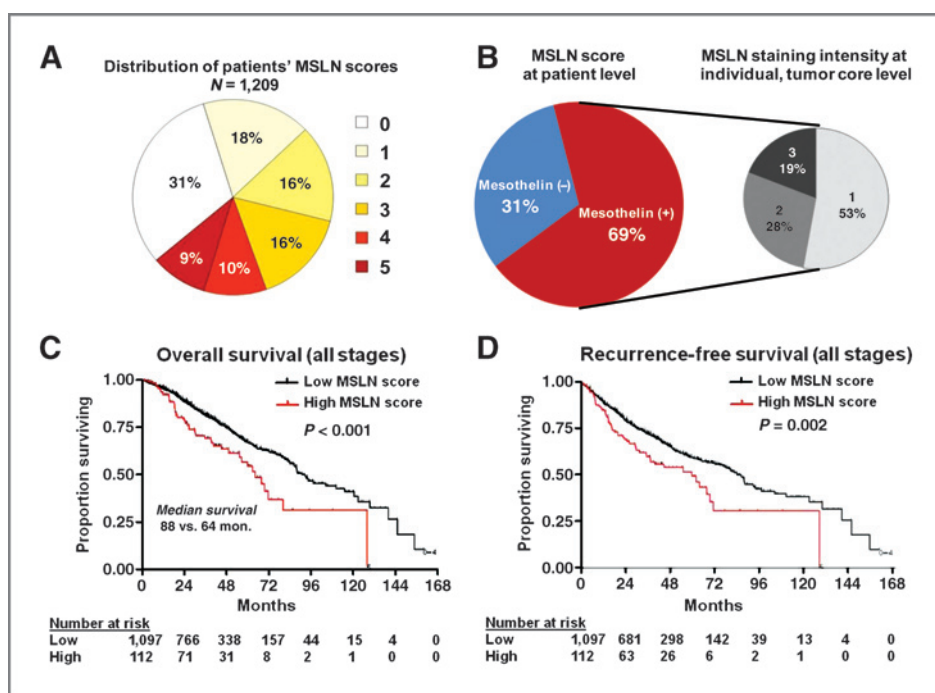 A
Distribution of patients' MSLN scores
N = 1,209
18%
31%
16%
16%
10%
9%
0
1
2
3
4
5
B
MSLN score
at patient level
MSLN staining intensity at
individual, tumor core level
Mesothelin (–)
31%
Mesothelin (+)
69%
3
19%
2
28%
1
53%
C
Overall survival (all stages)
Low MSLN score
High MSLN score
P < 0.001
Median survival
88 vs. 64 mon.
Proportion surviving
1.00
0.75
0.50
0.25
0.00
0 24 48 72 96 120 144 168
Months
Number at risk
Low 1,097 766 338 157 44 15 4 0
High 112 71 31 8 2 1 0 0
D
Recurrence-free survival (all stages)
Low MSLN score
High MSLN score
P = 0.002
Proportion surviving
1.00
0.75
0.50
0.25
0.00
0 24 48 72 96 120 144 168
Months
Number at risk
Low 1,097 681 298 142 39 13 4 0
High 112 63 26 6 2 1 0 0